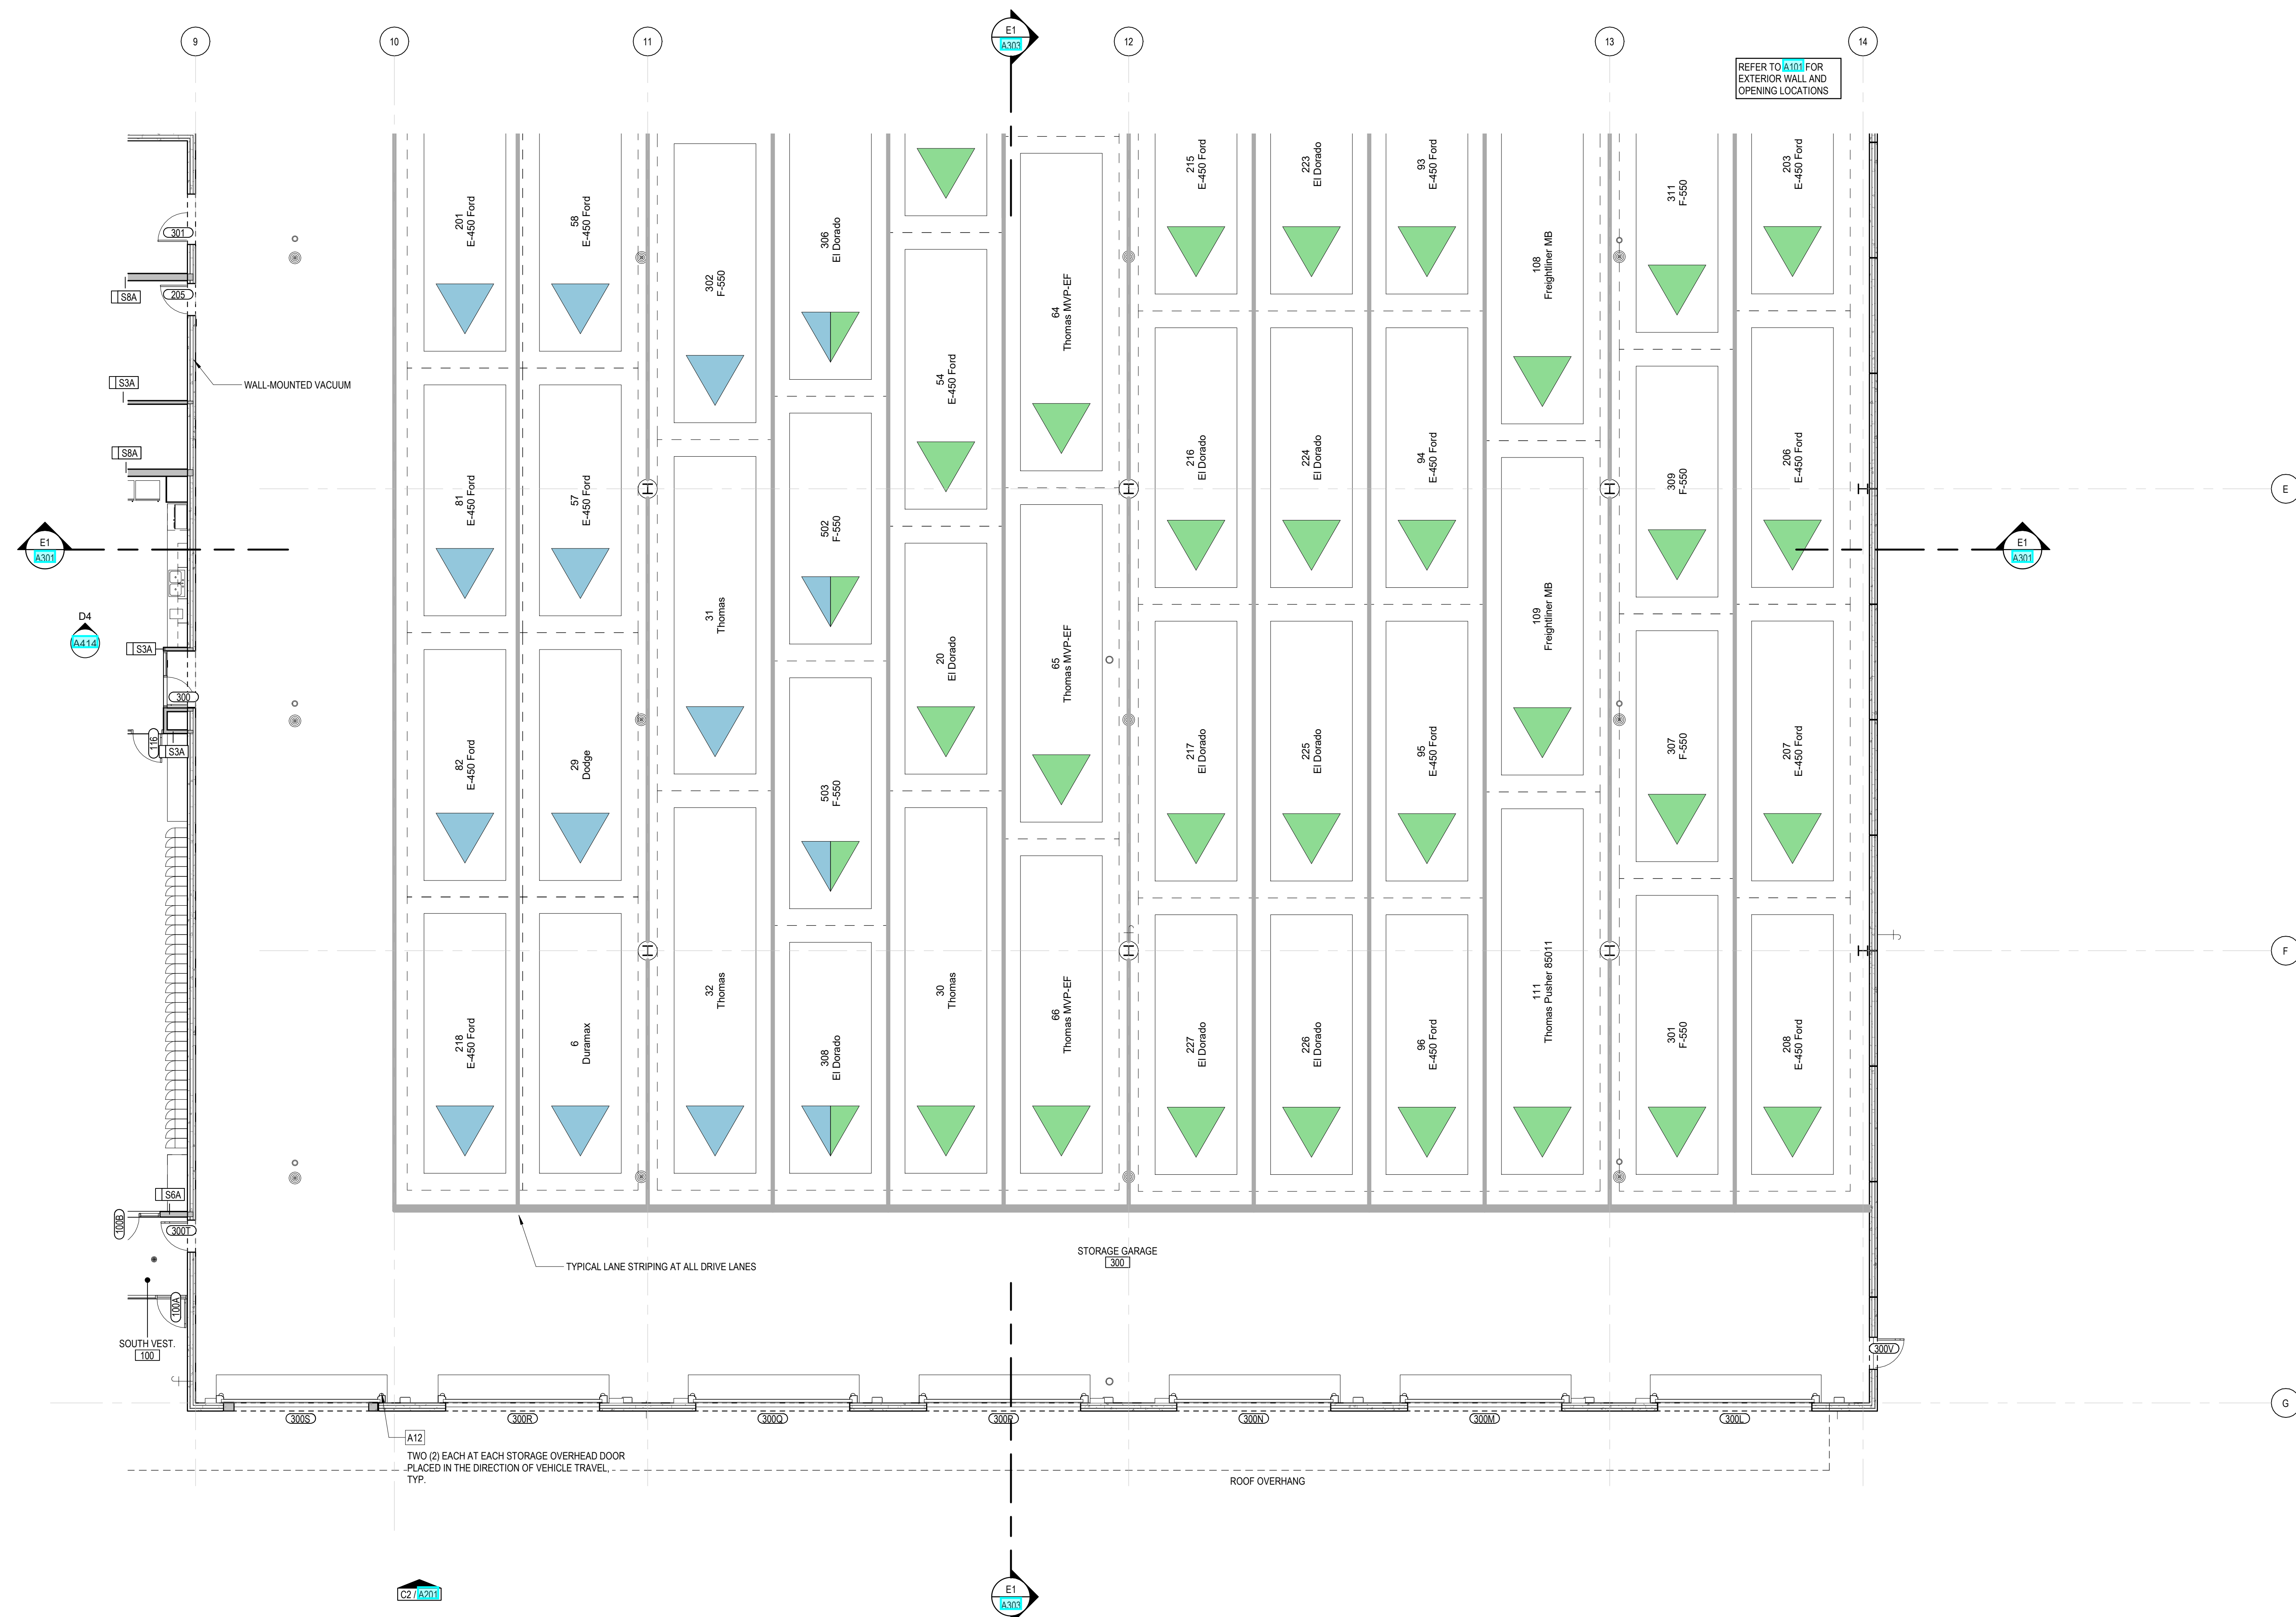 9
10
11
E1
A303
12
13
14
REFER TO A101 FOR
EXTERIOR WALL AND
OPENING LOCATIONS
301
S8A
205
S3A
WALL-MOUNTED VACUUM
S8A
E1
A301
D4
A414
S3A
300
116
S3A
S6A
100B
300T
100A
SOUTH VEST.
100
201
E-450 Ford
81
E-450 Ford
82
E-450 Ford
218
E-450 Ford
58
E-450 Ford
57
E-450 Ford
29
Dodge
6
Duramax
302
F-550
31
Thomas
32
Thomas
306
El Dorado
502
F-550
503
F-550
308
El Dorado
54
E-450 Ford
20
El Dorado
30
Thomas
64
Thomas MVP-EF
65
Thomas MVP-EF
66
Thomas MVP-EF
215
E-450 Ford
216
El Dorado
217
El Dorado
227
El Dorado
223
El Dorado
224
El Dorado
225
El Dorado
226
El Dorado
93
E-450 Ford
94
E-450 Ford
95
E-450 Ford
96
E-450 Ford
108
Freightliner MB
109
Freightliner MB
111
Thomas Pusher 85011
311
F-550
309
F-550
307
F-550
301
F-550
203
E-450 Ford
206
E-450 Ford
207
E-450 Ford
208
E-450 Ford
E
E1
A301
F
TYPICAL LANE STRIPING AT ALL DRIVE LANES
STORAGE GARAGE
300
300V
G
300S
300R
300Q
300P
300N
300M
300L
A12
TWO (2) EACH AT EACH STORAGE OVERHEAD DOOR
PLACED IN THE DIRECTION OF VEHICLE TRAVEL,
TYP.
ROOF OVERHANG
C2 / A201
E1
A303